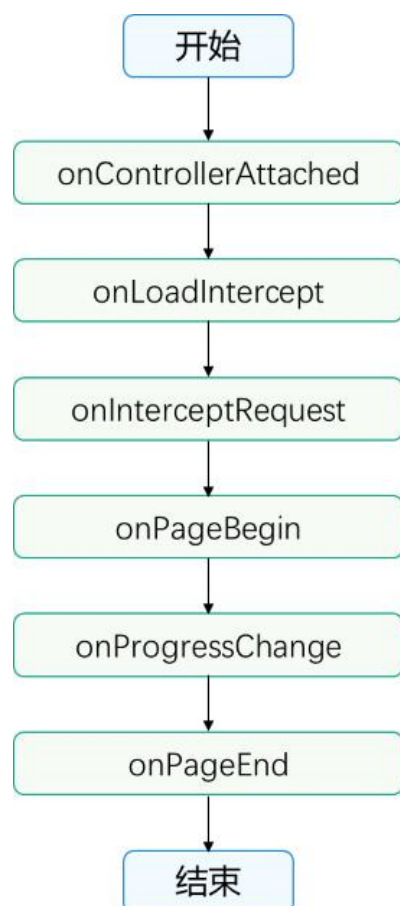 开始
onControllerAttached
onLoadIntercept
onInterceptRequest
onPageBegin
onProgressChange
onPageEnd
结束